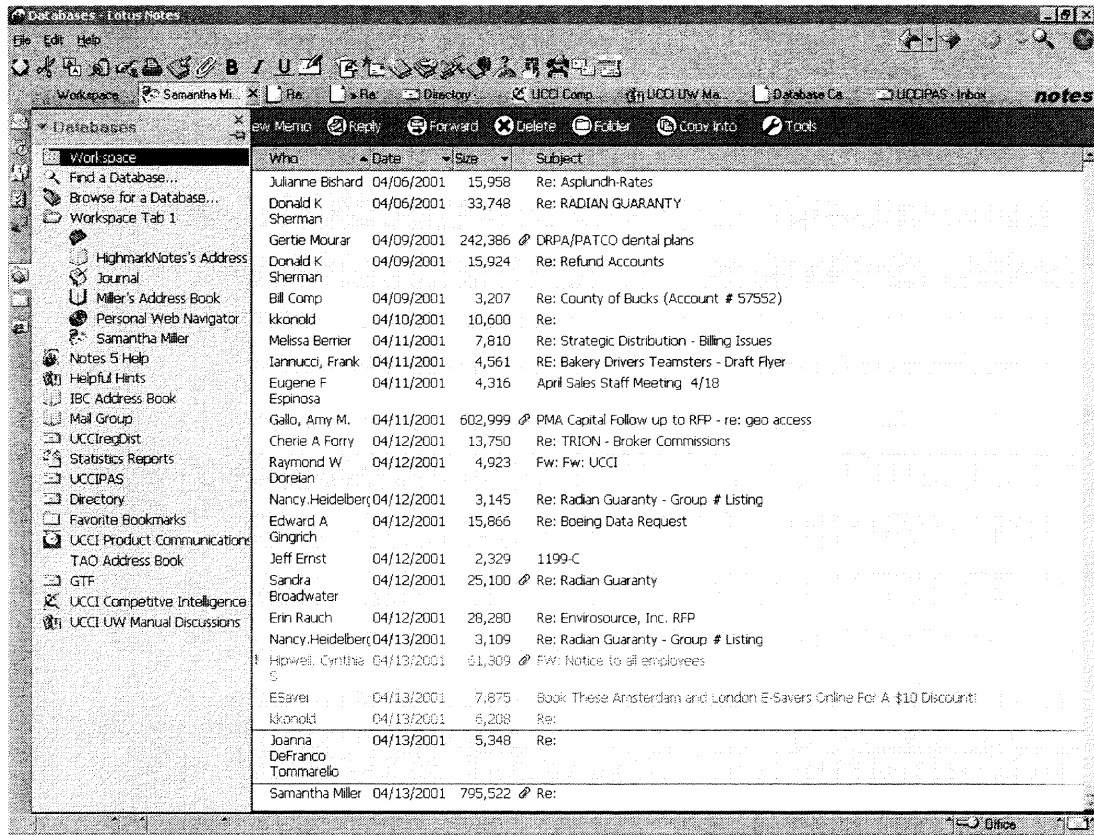 Databases - Lotus Notes
File Edit Help
B I U
Workspace Samantha Mi... Re: Re: Directory - UCCI Comp... UCCI UW Ma... Database Ca... UCCIPAS - Inbox notes
Databases
ew Memo Reply Forward Delete Folder Copy Into Tools
Workspace
Find a Database...
Browse for a Database...
Workspace Tab 1
HighmarkNotes's Address
Journal
Miller's Address Book
Personal Web Navigator
Samantha Miller
Notes 5 Help
Helpful Hints
IBC Address Book
Mail Group
UCCIregDist
Statistics Reports
UCCIPAS
Directory
Favorite Bookmarks
UCCI Product Communications
TAO Address Book
GTF
UCCI Competitve Intelligence
UCCI UW Manual Discussions
Who Date Size Subject
Julianne Bishard 04/06/2001 15,958 Re: Asplundh-Rates
Donald K 04/06/2001 33,748 Re: RADIAN GUARANTY
Sherman
Gertie Mourar 04/09/2001 242,386 DRPA/PATCO dental plans
Donald K 04/09/2001 15,924 Re: Refund Accounts
Sherman
Bill Comp 04/09/2001 3,207 Re: County of Bucks (Account # 57552)
kkonold 04/10/2001 10,600 Re:
Melissa Berrier 04/11/2001 7,810 Re: Strategic Distribution - Billing Issues
Iannucci, Frank 04/11/2001 4,561 RE: Bakery Drivers Teamsters - Draft Flyer
Eugene F 04/11/2001 4,316 April Sales Staff Meeting 4/18
Espinosa
Gallo, Amy M. 04/11/2001 602,999 PMA Capital Follow up to RFP - re: geo access
Cherie A Forry 04/12/2001 13,750 Re: TRION - Broker Commissions
Raymond W 04/12/2001 4,923 Fw: Fw: UCCI
Doreian
Nancy.Heidelberg 04/12/2001 3,145 Re: Radian Guaranty - Group # Listing
Edward A 04/12/2001 15,866 Re: Boeing Data Request
Gingrich
Jeff Ernst 04/12/2001 2,329 1199-C
Sandra 04/12/2001 25,100 Re: Radian Guaranty
Broadwater
Erin Rauch 04/12/2001 28,280 Re: Envirosource, Inc. RFP
Nancy.Heidelberg 04/13/2001 3,109 Re: Radian Guaranty - Group # Listing
! Hipwell, Cynthia 04/13/2001 61,309 FW: Notice to all employees
S
ESaver 04/13/2001 7,875 Book These Amsterdam and London E-Savers Online For A $10 Discount!
kkonold 04/13/2001 6,208 Re:
Joanna 04/13/2001 5,348 Re:
DeFranco
Tommarello
Samantha Miller 04/13/2001 795,522 Re:
Office